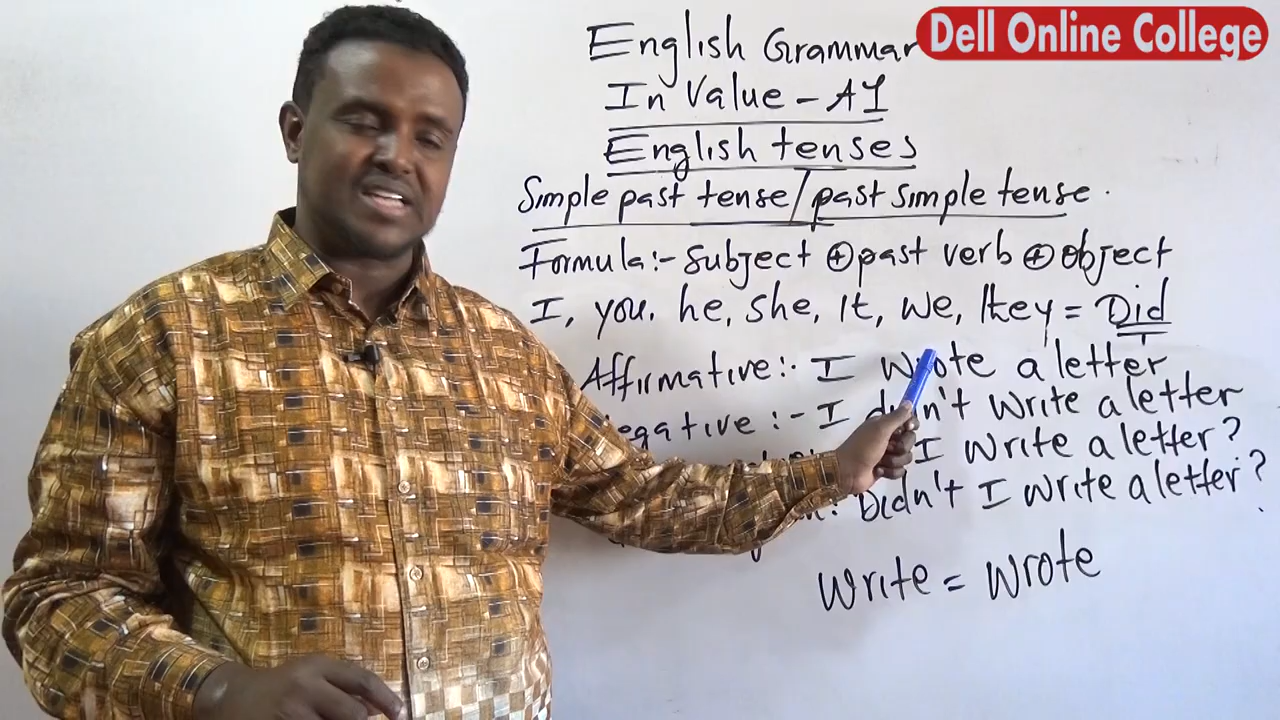 Dell Online College
English Grammar
In Value - A1
English tenses
Simple past tense/past simple tense.
Formula:- Subject + past verb + object
I, you, he, she, It, we, they = Did
Affirmative:- I wrote a letter
Negative :- I didn't write a letter
I write a letter?
Didn't I write a letter?
write = wrote